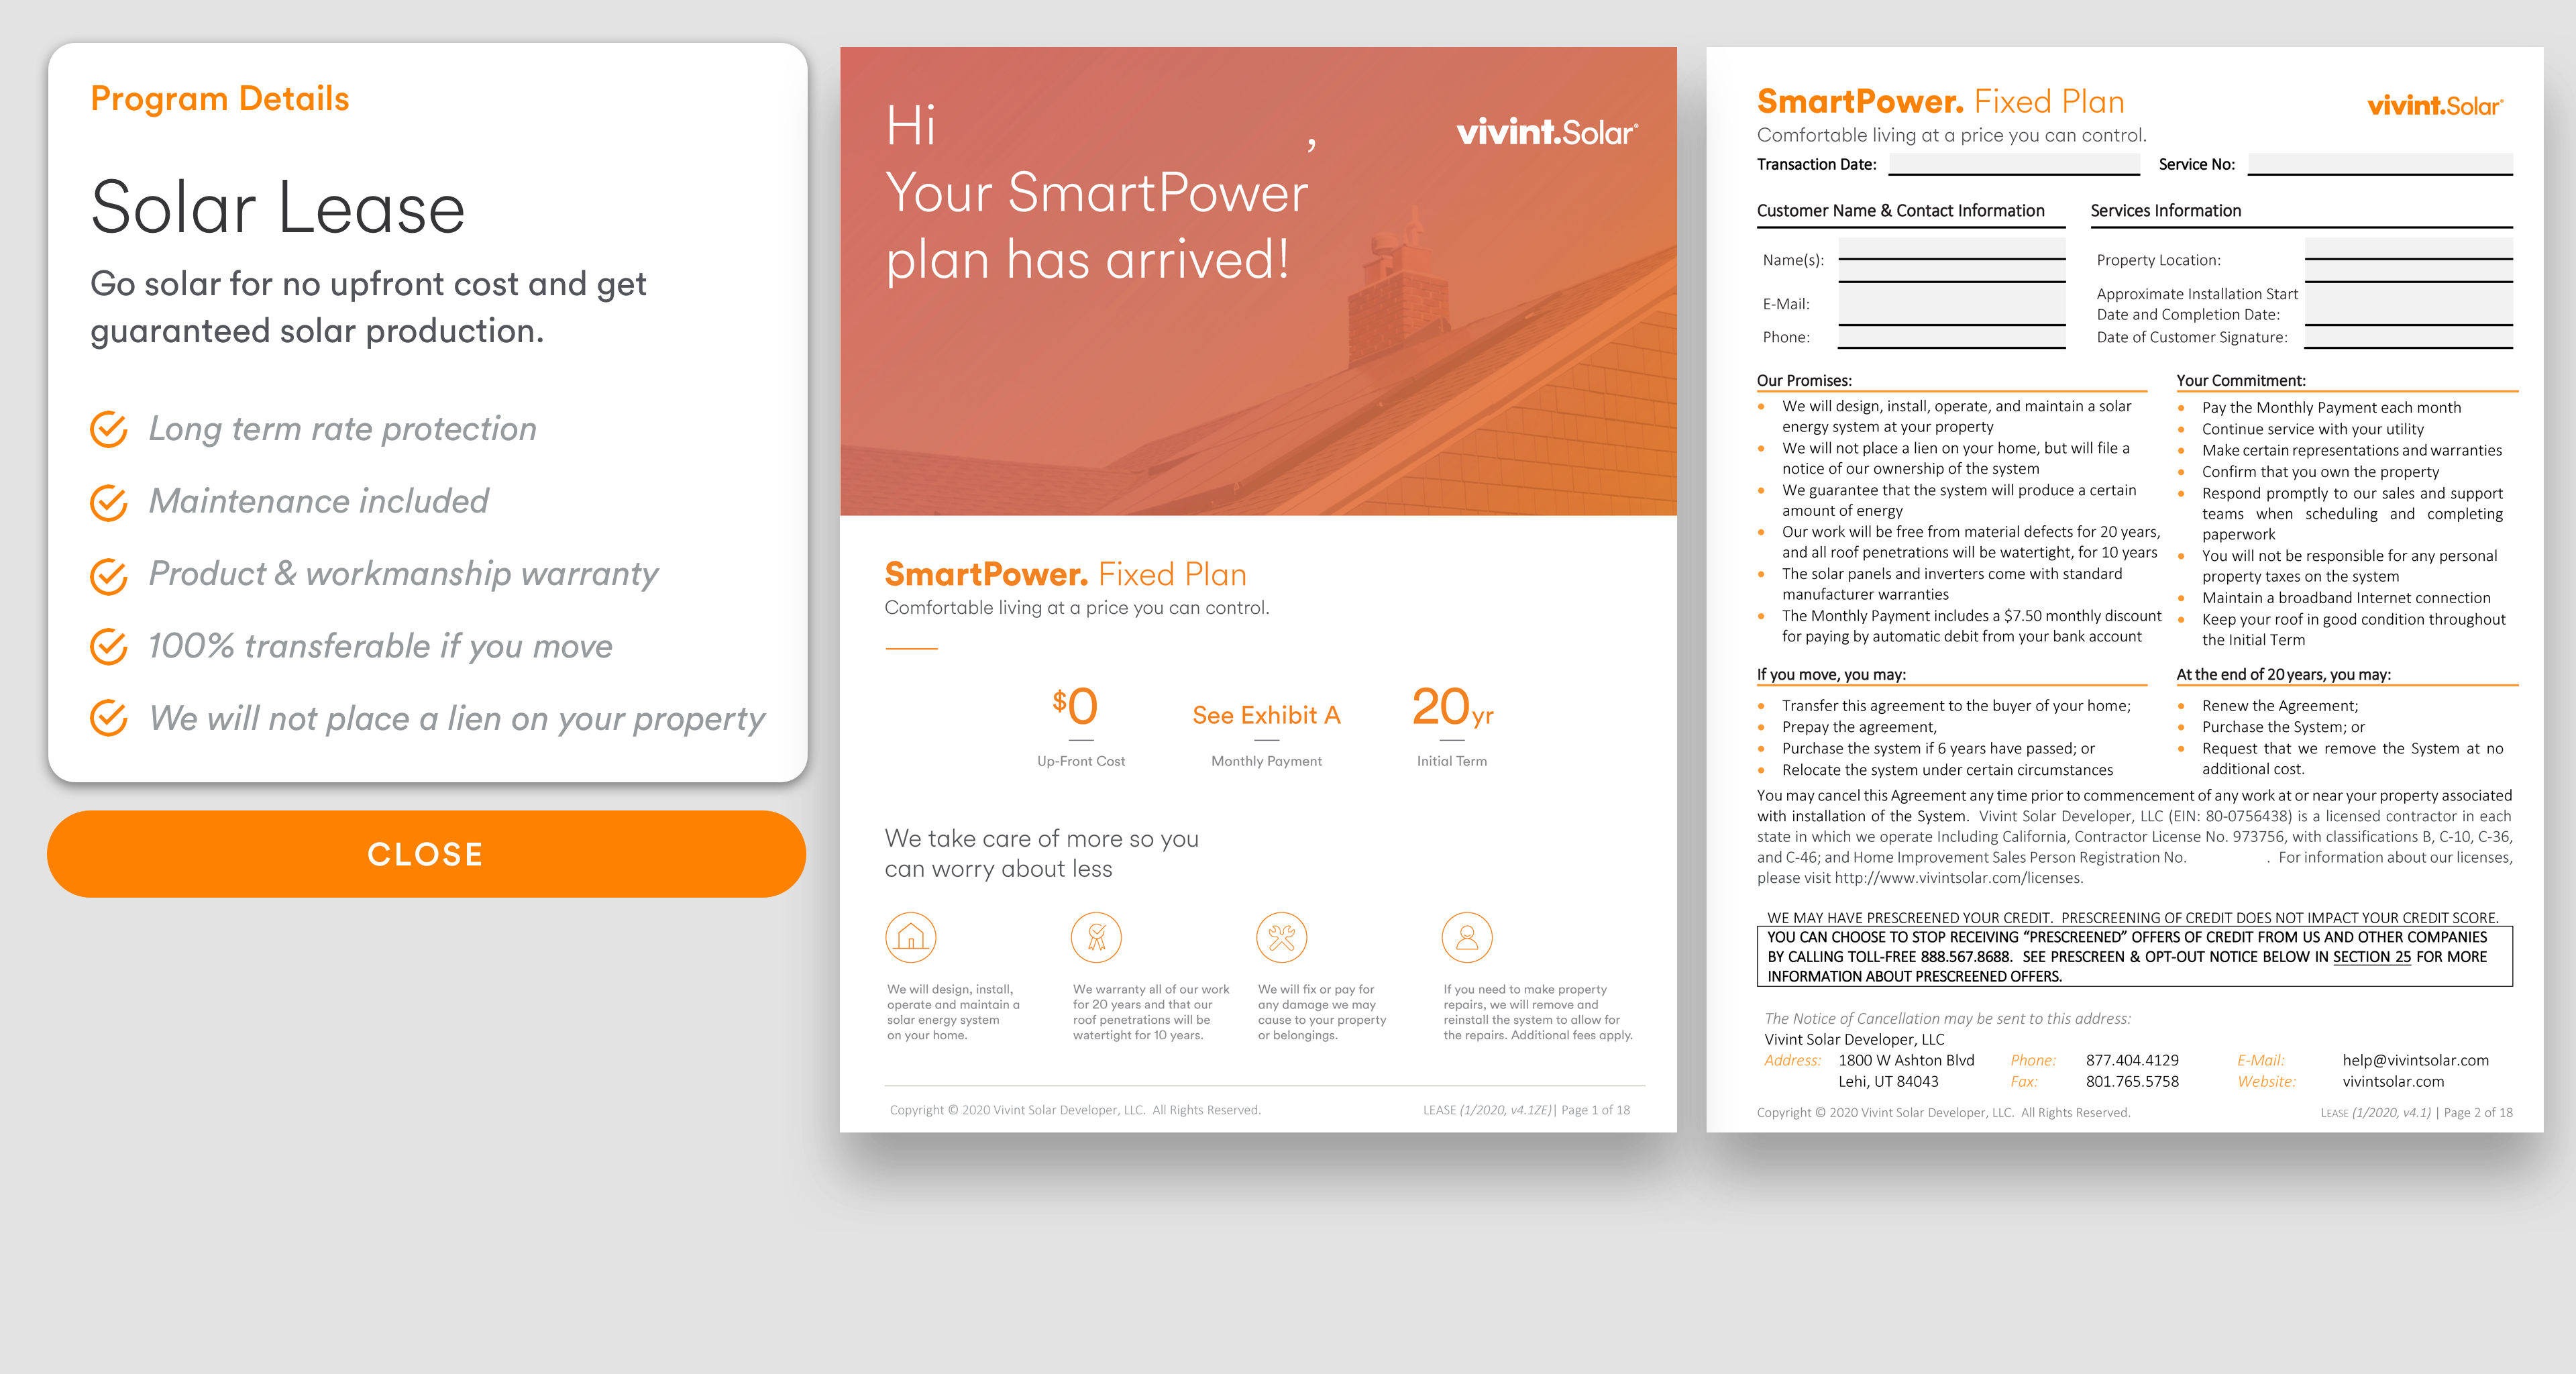 Program Details
Solar Lease
Go solar for no upfront cost and get
guaranteed solar production.
Long term rate protection
Maintenance included
Product & workmanship warranty
100% transferable if you move
We will not place a lien on your property
CLOSE
Hi ,
vivint.Solar
Your SmartPower
plan has arrived!
SmartPower. Fixed Plan
Comfortable living at a price you can control.
$0
Up-Front Cost
See Exhibit A
Monthly Payment
20yr
Initial Term
We take care of more so you
can worry about less
We will design, install,
operate and maintain a
solar energy system
on your home.
We warranty all of our work
for 20 years and that our
roof penetrations will be
watertight for 10 years.
We will fix or pay for
any damage we may
cause to your property
or belongings.
If you need to make property
repairs, we will remove and
reinstall the system to allow for
the repairs. Additional fees apply.
Copyright © 2020 Vivint Solar Developer, LLC. All Rights Reserved.
LEASE (1/2020, v4.1ZE)| Page 1 of 18
SmartPower. Fixed Plan
vivint.Solar
Comfortable living at a price you can control.
Transaction Date:
Service No:
Customer Name & Contact Information
Name(s):
E-Mail:
Phone:
Services Information
Property Location:
Approximate Installation Start
Date and Completion Date:
Date of Customer Signature:
Our Promises:
We will design, install, operate, and maintain a solar
energy system at your property
We will not place a lien on your home, but will file a
notice of our ownership of the system
We guarantee that the system will produce a certain
amount of energy
Our work will be free from material defects for 20 years,
and all roof penetrations will be watertight, for 10 years
The solar panels and inverters come with standard
manufacturer warranties
The Monthly Payment includes a $7.50 monthly discount
for paying by automatic debit from your bank account
Your Commitment:
Pay the Monthly Payment each month
Continue service with your utility
Make certain representations and warranties
Confirm that you own the property
Respond promptly to our sales and support
teams when scheduling and completing
paperwork
You will not be responsible for any personal
property taxes on the system
Maintain a broadband Internet connection
Keep your roof in good condition throughout
the Initial Term
If you move, you may:
Transfer this agreement to the buyer of your home;
Prepay the agreement,
Purchase the system if 6 years have passed; or
Relocate the system under certain circumstances
At the end of 20 years, you may:
Renew the Agreement;
Purchase the System; or
Request that we remove the System at no
additional cost.
You may cancel this Agreement any time prior to commencement of any work at or near your property associated
with installation of the System. Vivint Solar Developer, LLC (EIN: 80-0756438) is a licensed contractor in each
state in which we operate Including California, Contractor License No. 973756, with classifications B, C-10, C-36,
and C-46; and Home Improvement Sales Person Registration No. . For information about our licenses,
please visit http://www.vivintsolar.com/licenses.
WE MAY HAVE PRESCREENED YOUR CREDIT. PRESCREENING OF CREDIT DOES NOT IMPACT YOUR CREDIT SCORE.
YOU CAN CHOOSE TO STOP RECEIVING “PRESCREENED” OFFERS OF CREDIT FROM US AND OTHER COMPANIES
BY CALLING TOLL-FREE 888.567.8688. SEE PRESCREEN & OPT-OUT NOTICE BELOW IN SECTION 25 FOR MORE
INFORMATION ABOUT PRESCREENED OFFERS.
The Notice of Cancellation may be sent to this address:
Vivint Solar Developer, LLC
Address: 1800 W Ashton Blvd Phone: 877.404.4129 E-Mail: help@vivintsolar.com
Lehi, UT 84043 Fax: 801.765.5758 Website: vivintsolar.com
Copyright © 2020 Vivint Solar Developer, LLC. All Rights Reserved.
LEASE (1/2020, v4.1) | Page 2 of 18